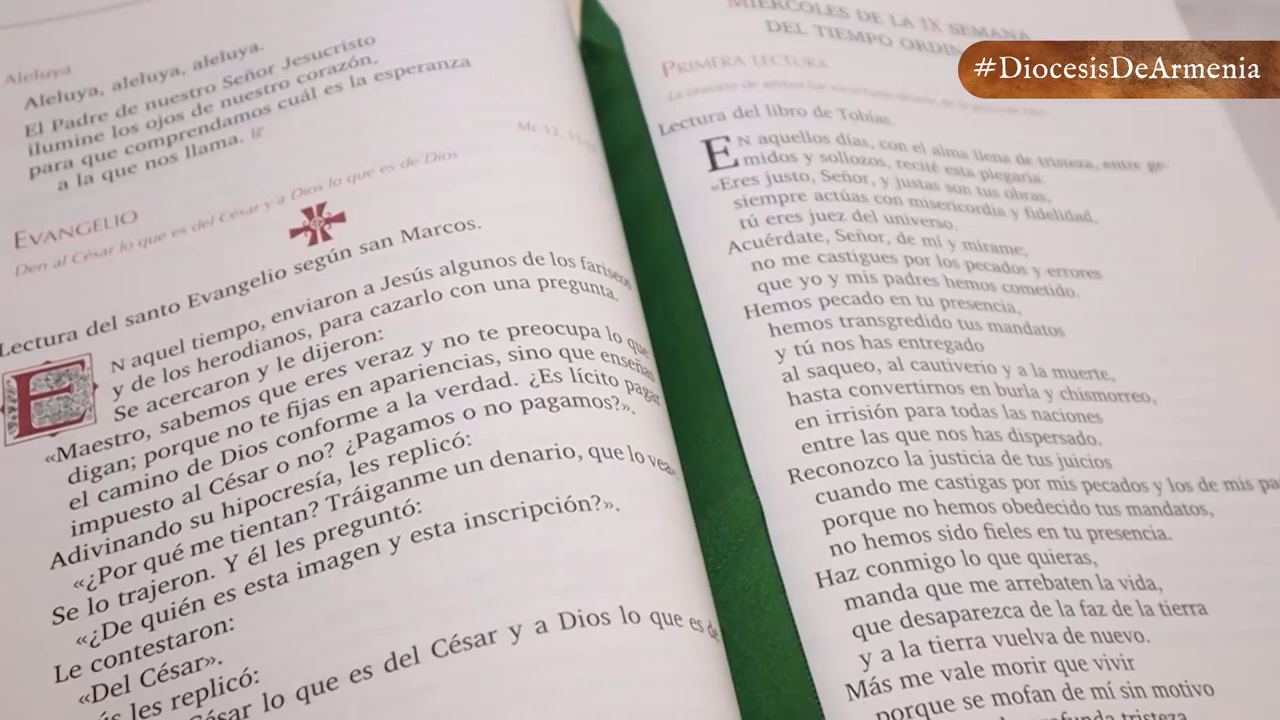 Aleluya
Aleluya, aleluya, aleluya.
El Padre de nuestro Señor Jesucristo
ilumine los ojos de nuestro corazón,
para que comprendamos cuál es la esperanza
a la que nos llama. ℟
Mc 12,
EVANGELIO
Den al César lo que es del César y a Dios lo que es de Dios
Lectura del santo Evangelio según san Marcos.
EN aquel tiempo, enviaron a Jesús algunos de los fariseos
y de los herodianos, para cazarlo con una pregunta.
Se acercaron y le dijeron:
«Maestro, sabemos que eres veraz y no te preocupa lo que
digan; porque no te fijas en apariencias, sino que enseñas
el camino de Dios conforme a la verdad. ¿Es lícito pagar
impuesto al César o no? ¿Pagamos o no pagamos?».
Adivinando su hipocresía, les replicó:
«¿Por qué me tientan? Tráiganme un denario, que lo vea».
Se lo trajeron. Y él les preguntó:
«¿De quién es esta imagen y esta inscripción?».
Le contestaron:
«Del César».
les replicó:
César lo que es del César y a Dios lo que es de
MIÉRCOLES DE LA IX SEMANA
DEL TIEMPO
#DiocesisDeArmenia
PRIMERA LECTURA
Lectura del libro de Tobías.
EN aquellos días, con el alma llena de tristeza, entre ge-
midos y sollozos, recité esta plegaria:
«Eres justo, Señor, y justas son tus obras,
siempre actúas con misericordia y fidelidad,
tú eres juez del universo.
Acuérdate, Señor, de mí y mírame;
no me castigues por los pecados y errores
que yo y mis padres hemos cometido.
Hemos pecado en tu presencia,
hemos transgredido tus mandatos
y tú nos has entregado
al saqueo, al cautiverio y a la muerte,
hasta convertirnos en burla y chismorreo,
en irrisión para todas las naciones
entre las que nos has dispersado.
Reconozco la justicia de tus juicios
cuando me castigas por mis pecados y los de mis
porque no hemos obedecido tus mandatos,
no hemos sido fieles en tu presencia.
Haz conmigo lo que quieras,
manda que me arrebaten la vida,
que desaparezca de la faz de la tierra
y a la tierra vuelva de nuevo.
Más me vale morir que vivir
porque se mofan de mí sin motivo
profunda tristeza